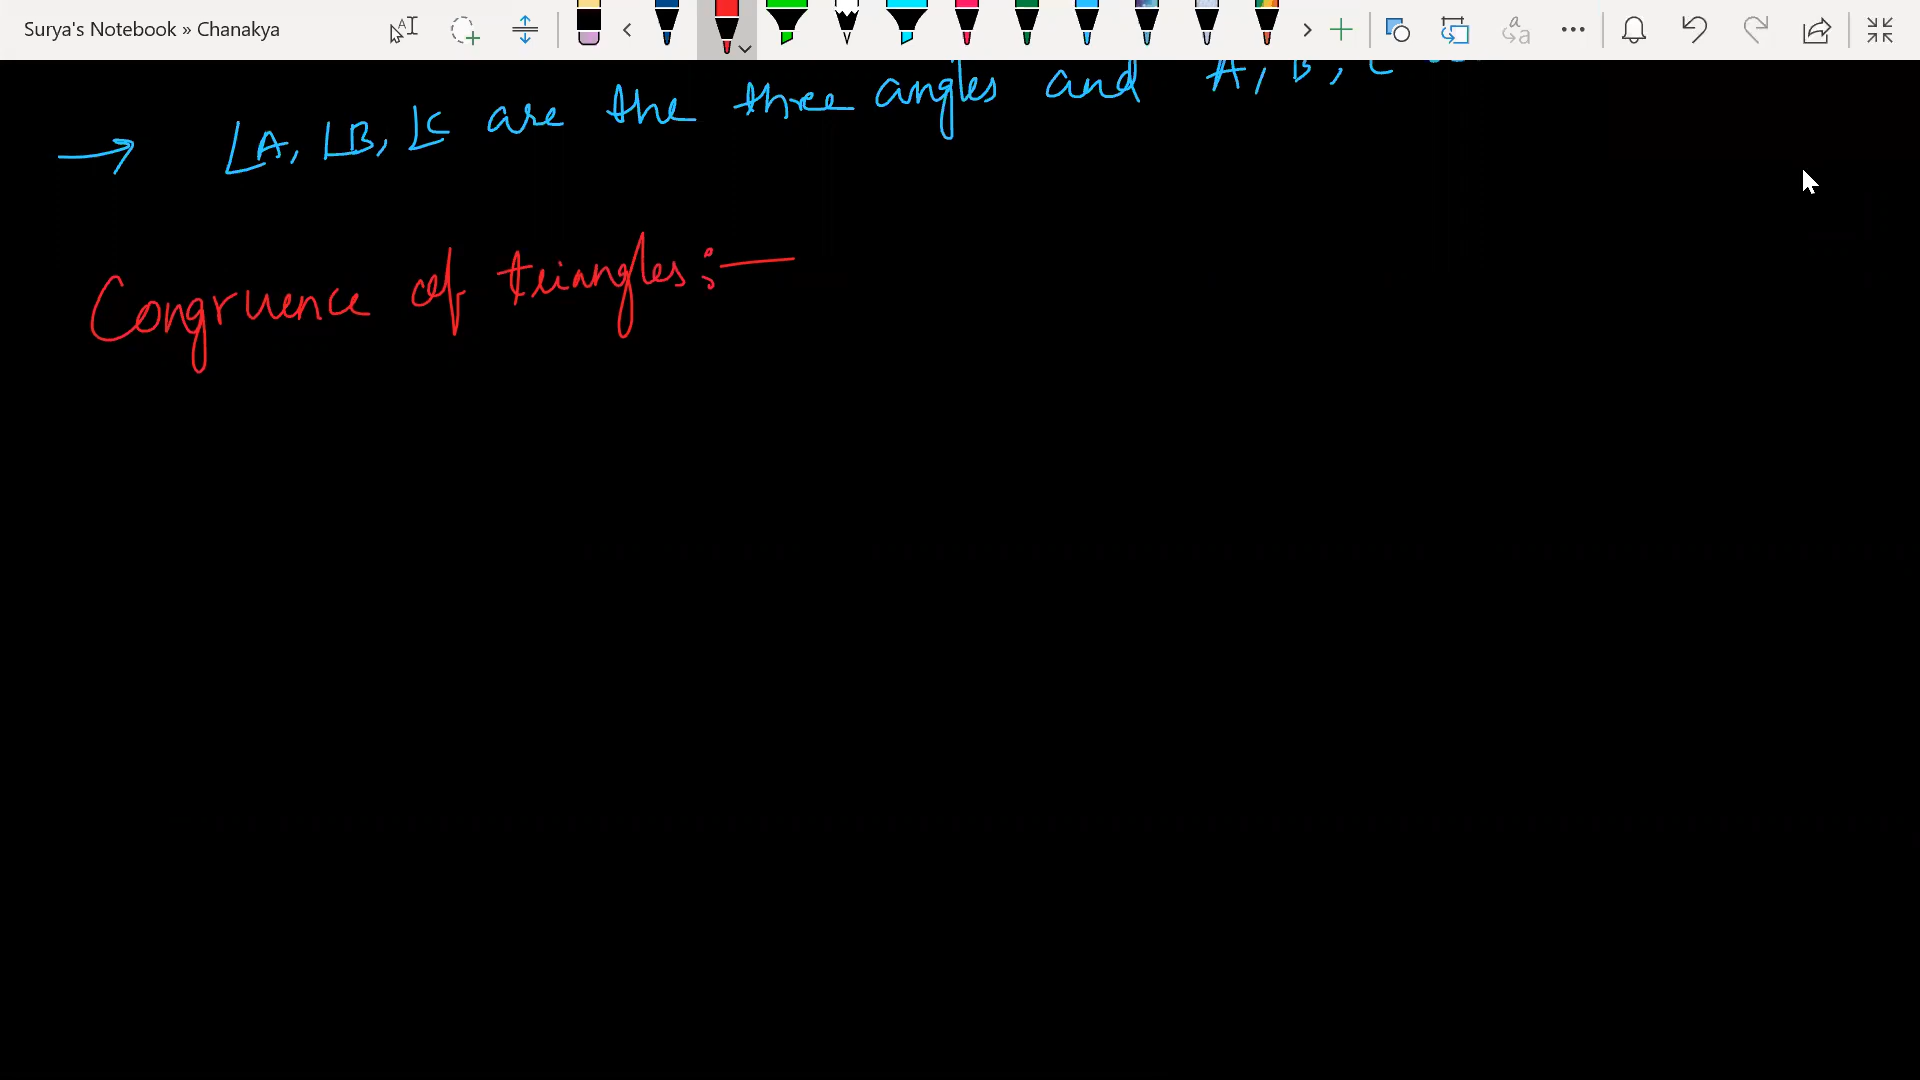 Surya's Notebook » Chanakya
→ ∠A, ∠B, ∠C are the three angles and A, B, C
Congruence of triangles :—